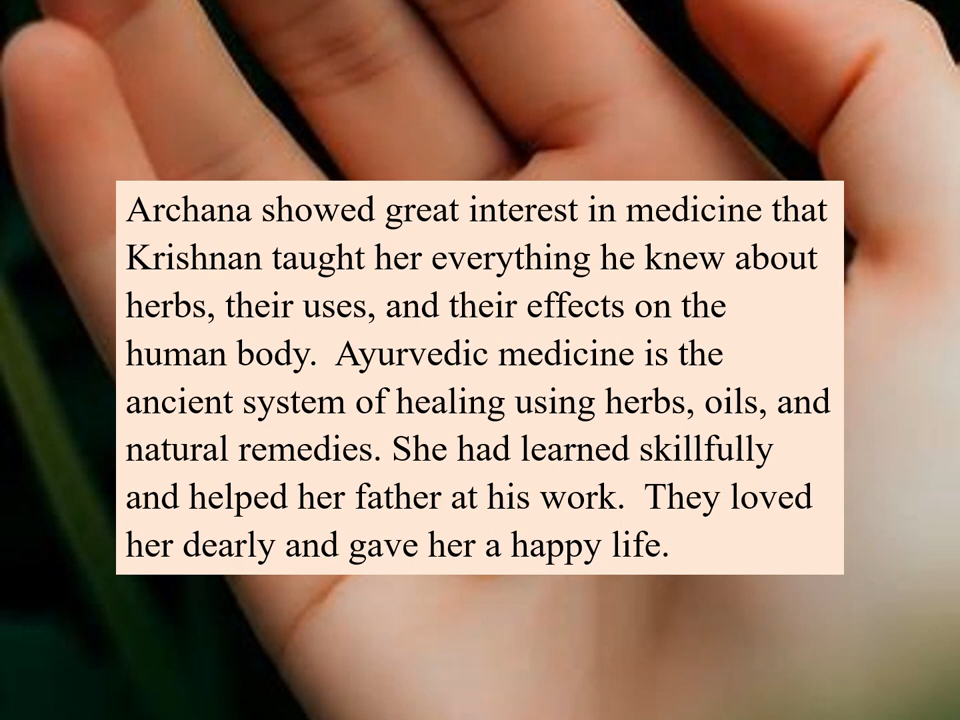 Archana showed great interest in medicine that
Krishnan taught her everything he knew about
herbs, their uses, and their effects on the
human body.  Ayurvedic medicine is the
ancient system of healing using herbs, oils, and
natural remedies. She had learned skillfully
and helped her father at his work.  They loved
her dearly and gave her a happy life.